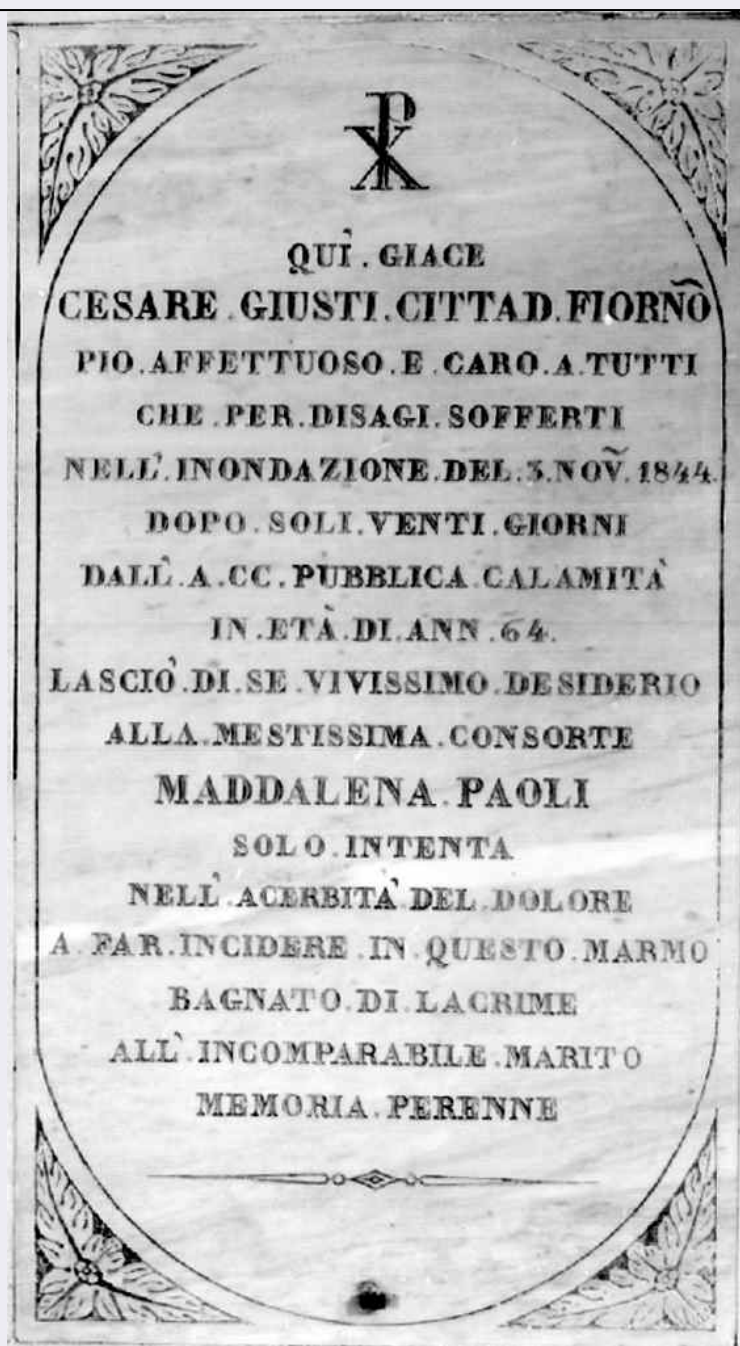 ☧
QUÌ . GIACE
CESARE . GIUSTI . CITTAD . FIORNÕ
PIO . AFFETTUOSO . E . CARO . A . TUTTI
CHE . PER . DISAGI . SOFFERTI
NELL' . INONDAZIONE . DEL . 3 . NOṼ . 1844 .
DOPO . SOLI . VENTI . GIORNI
DALL' . A . CC . PUBBLICA . CALAMITÀ
IN . ETÀ . DI . ANN . 64 .
LASCIÒ . DI . SE . VIVISSIMO . DESIDERIO
ALLA . MESTISSIMA . CONSORTE
MADDALENA . PAOLI
SOLO . INTENTA
NELL' . ACERBITÀ . DEL . DOLORE
A . FAR . INCIDERE . IN . QUESTO . MARMO
BAGNATO . DI . LACRIME
ALL' . INCOMPARABILE . MARITO
MEMORIA . PERENNE